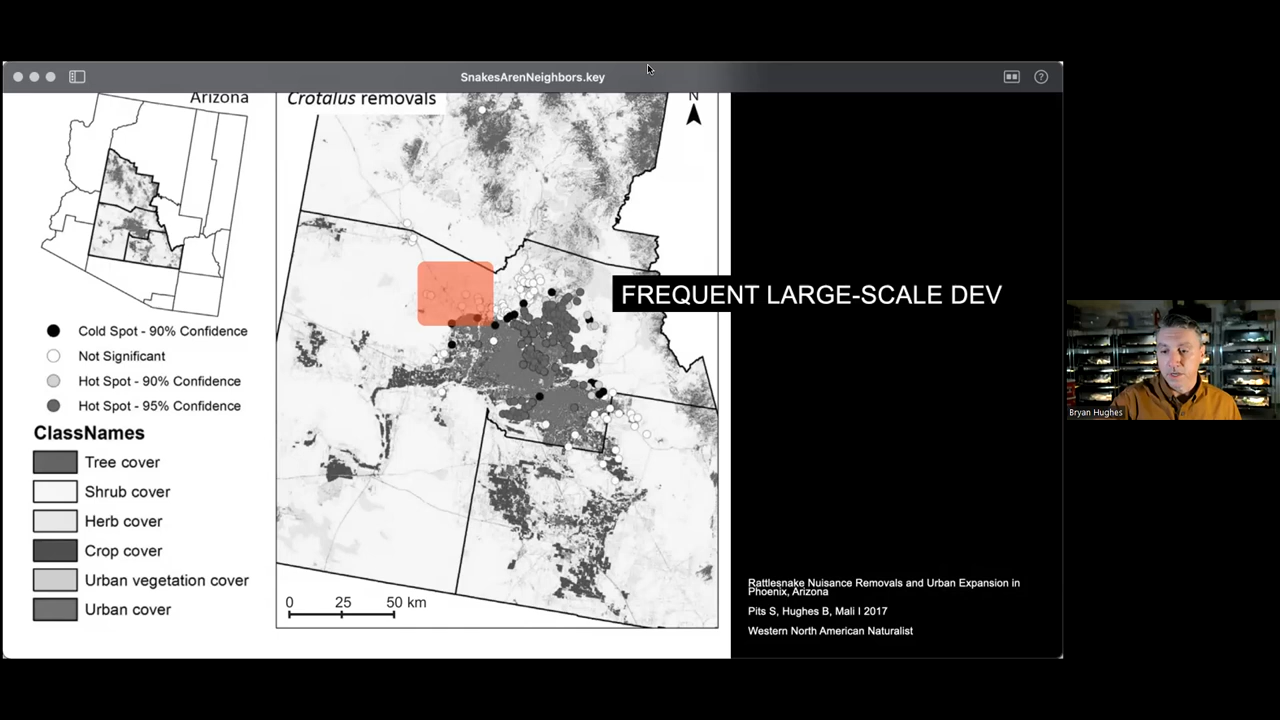 SnakesArenNeighbors.key
Arizona
Crotalus removals
N
FREQUENT LARGE-SCALE DEV
Cold Spot - 90% Confidence
Not Significant
Hot Spot - 90% Confidence
Hot Spot - 95% Confidence
ClassNames
Tree cover
Shrub cover
Herb cover
Crop cover
Urban vegetation cover
Urban cover
0 25 50 km
Rattlesnake Nuisance Removals and Urban Expansion in
Phoenix, Arizona
Pits S, Hughes B, Mali I 2017
Western North American Naturalist
Bryan Hughes